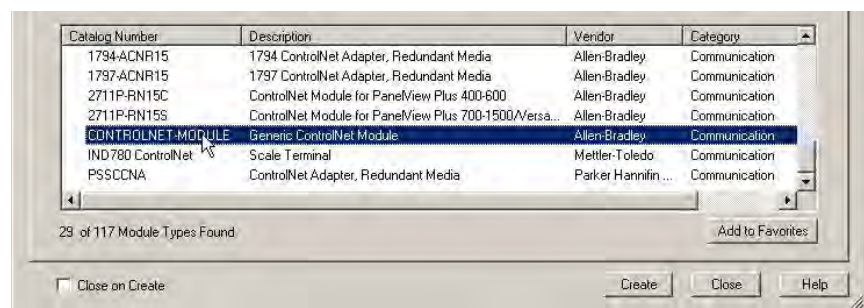 Catalog Number Description Vendor Category
1794-ACNR15 1794 ControlNet Adapter, Redundant Media Allen-Bradley Communication
1797-ACNR15 1797 ControlNet Adapter, Redundant Media Allen-Bradley Communication
2711P-RN15C ControlNet Module for PanelView Plus 400-600 Allen-Bradley Communication
2711P-RN15S ControlNet Module for PanelView Plus 700-1500/Versa... Allen-Bradley Communication
CONTROLNET-MODULE Generic ControlNet Module Allen-Bradley Communication
IND780 ControlNet Scale Terminal Mettler-Toledo Communication
PSSCCNA ControlNet Adapter, Redundant Media Parker Hannifin ... Communication
29 of 117 Module Types Found
Add to Favorites
Close on Create Create Close Help